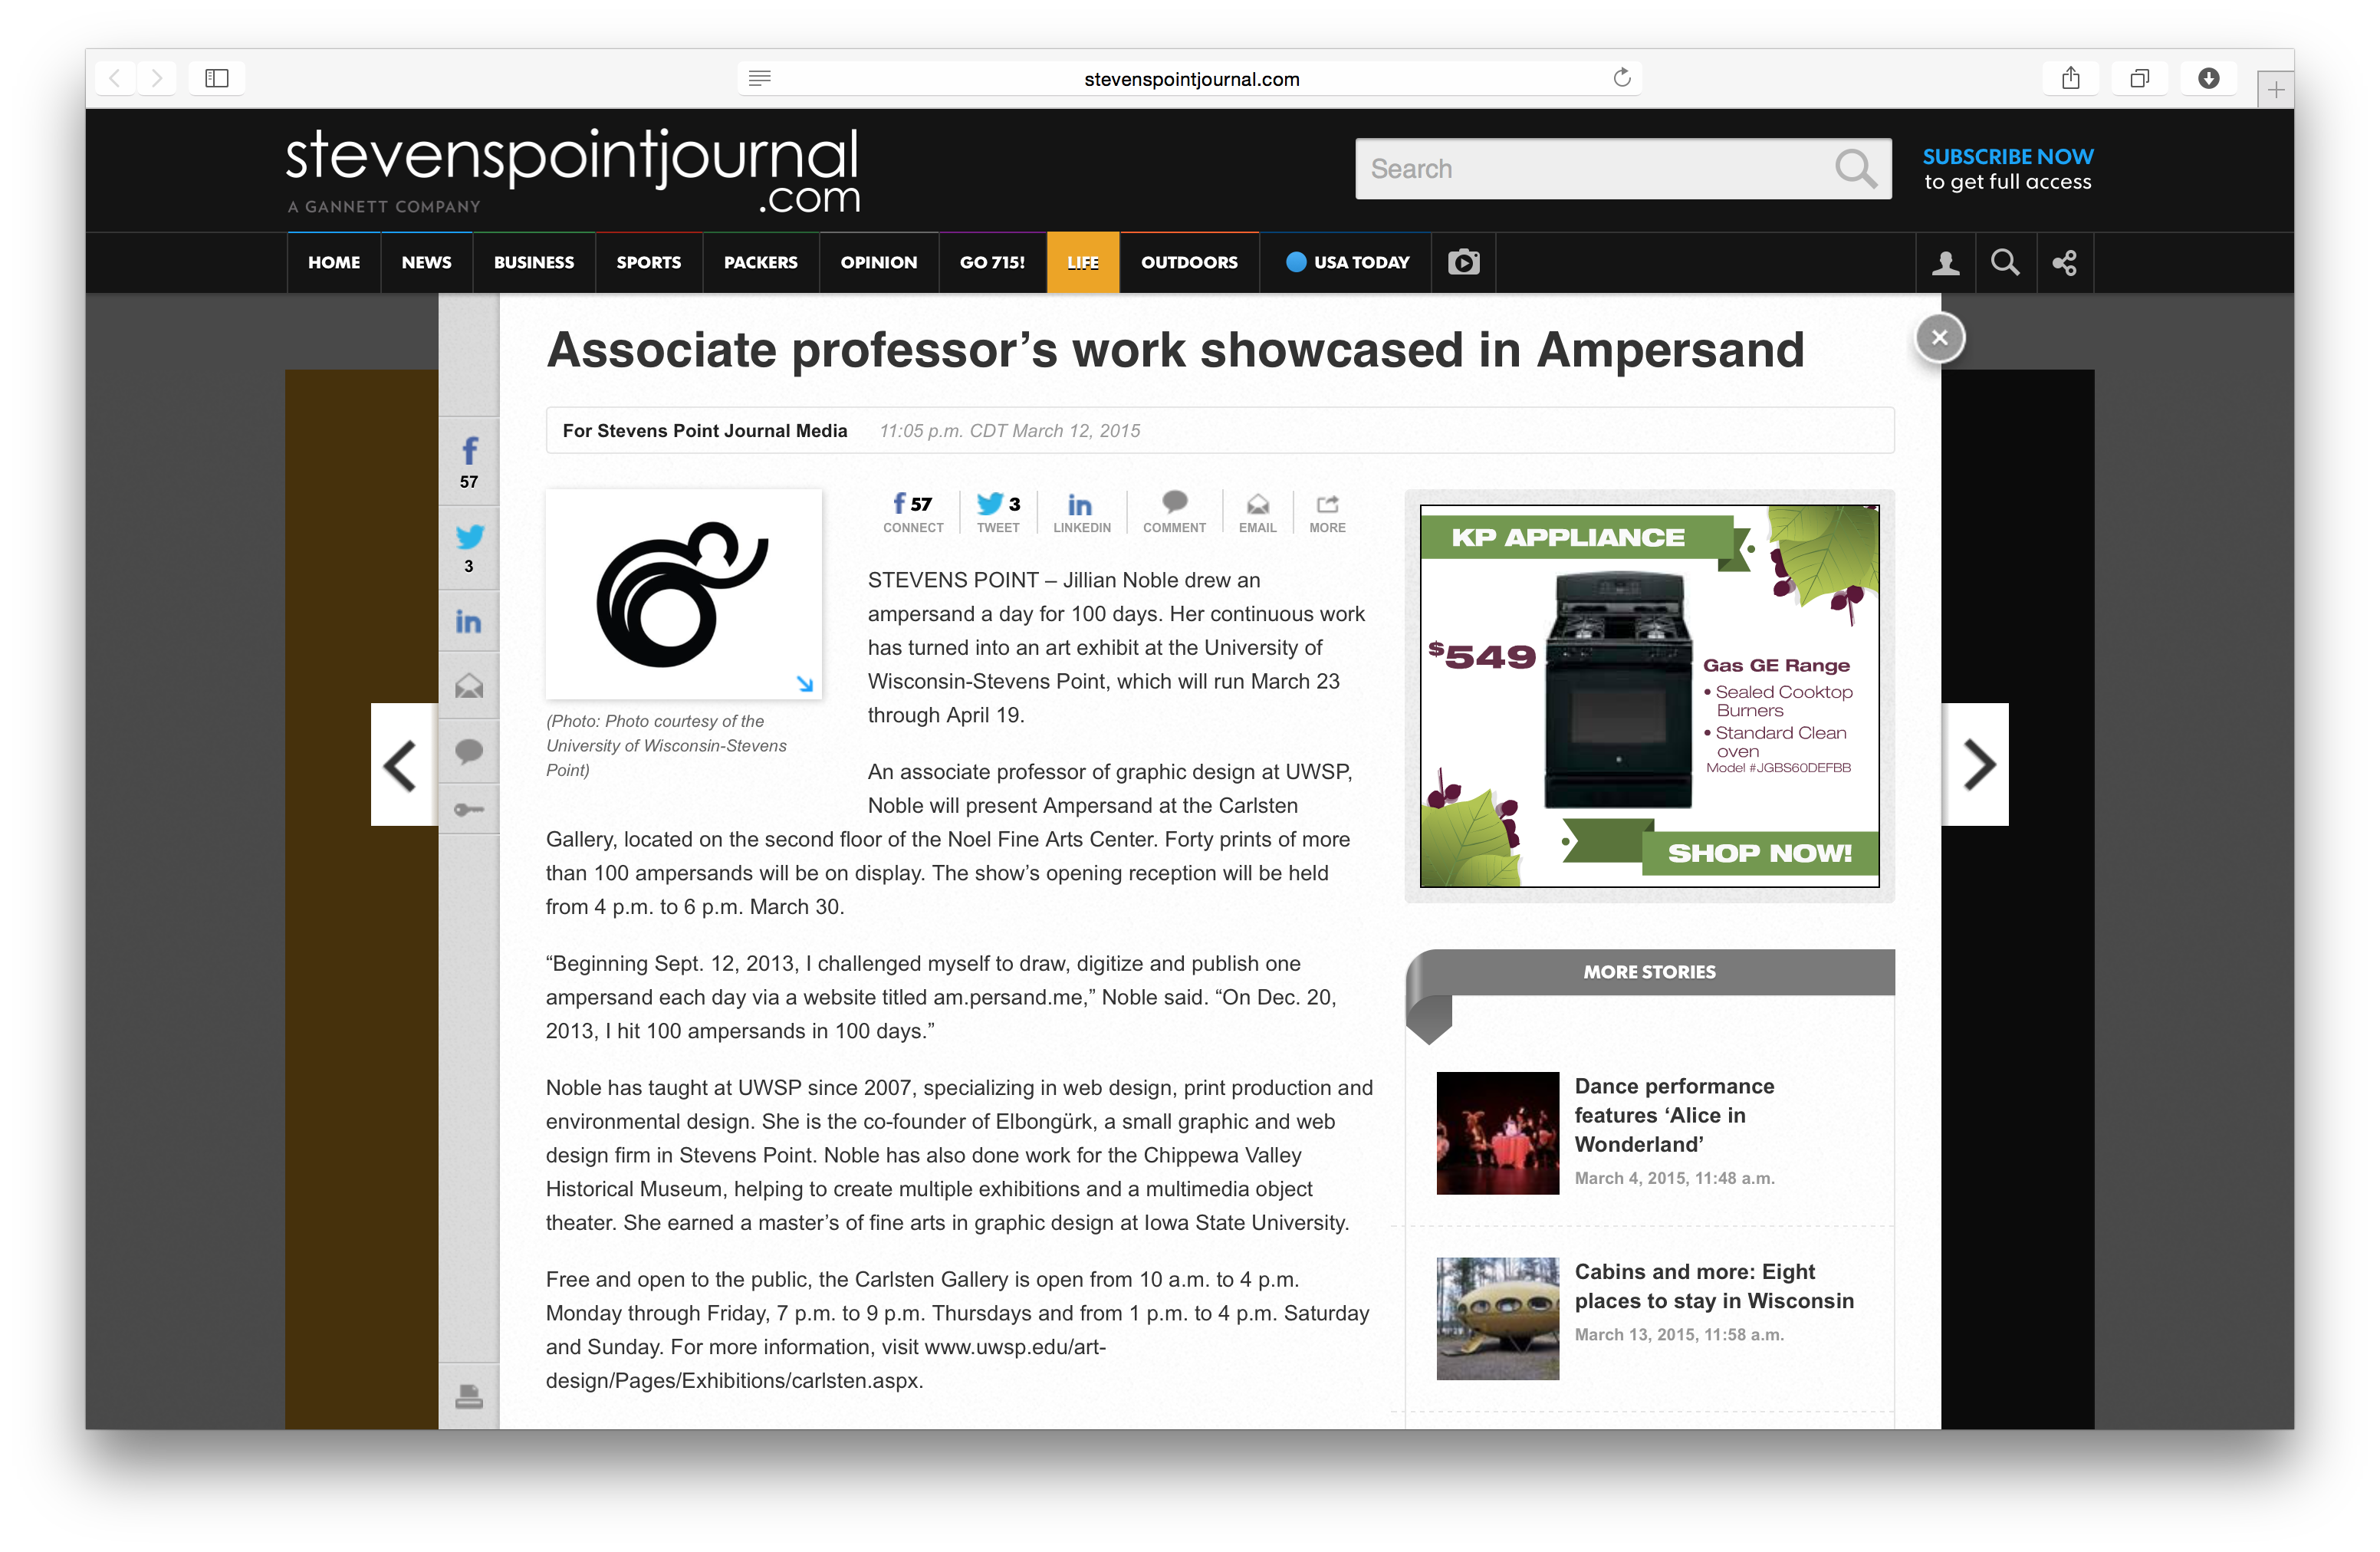 stevenspointjournal.com
stevenspointjournal
.com
A GANNETT COMPANY
Search
SUBSCRIBE NOW
to get full access
HOME
NEWS
BUSINESS
SPORTS
PACKERS
OPINION
GO 715!
LIFE
OUTDOORS
USA TODAY
Associate professor’s work showcased in Ampersand
For Stevens Point Journal Media 11:05 p.m. CDT March 12, 2015
f
57
3
in
f 57
CONNECT
3
TWEET
in
LINKEDIN
COMMENT
EMAIL
MORE
(Photo: Photo courtesy of the
University of Wisconsin-Stevens
Point)
STEVENS POINT – Jillian Noble drew an
ampersand a day for 100 days. Her continuous work
has turned into an art exhibit at the University of
Wisconsin-Stevens Point, which will run March 23
through April 19.
An associate professor of graphic design at UWSP,
Noble will present Ampersand at the Carlsten
Gallery, located on the second floor of the Noel Fine Arts Center. Forty prints of more
than 100 ampersands will be on display. The show’s opening reception will be held
from 4 p.m. to 6 p.m. March 30.
“Beginning Sept. 12, 2013, I challenged myself to draw, digitize and publish one
ampersand each day via a website titled am.persand.me,” Noble said. “On Dec. 20,
2013, I hit 100 ampersands in 100 days.”
Noble has taught at UWSP since 2007, specializing in web design, print production and
environmental design. She is the co-founder of Elbongürk, a small graphic and web
design firm in Stevens Point. Noble has also done work for the Chippewa Valley
Historical Museum, helping to create multiple exhibitions and a multimedia object
theater. She earned a master’s of fine arts in graphic design at Iowa State University.
Free and open to the public, the Carlsten Gallery is open from 10 a.m. to 4 p.m.
Monday through Friday, 7 p.m. to 9 p.m. Thursdays and from 1 p.m. to 4 p.m. Saturday
and Sunday. For more information, visit www.uwsp.edu/art-
design/Pages/Exhibitions/carlsten.aspx.
KP APPLIANCE
$549
Gas GE Range
• Sealed Cooktop
Burners
• Standard Clean
oven
Model #JGBS60DEFBB
SHOP NOW!
MORE STORIES
Dance performance
features ‘Alice in
Wonderland’
March 4, 2015, 11:48 a.m.
Cabins and more: Eight
places to stay in Wisconsin
March 13, 2015, 11:58 a.m.